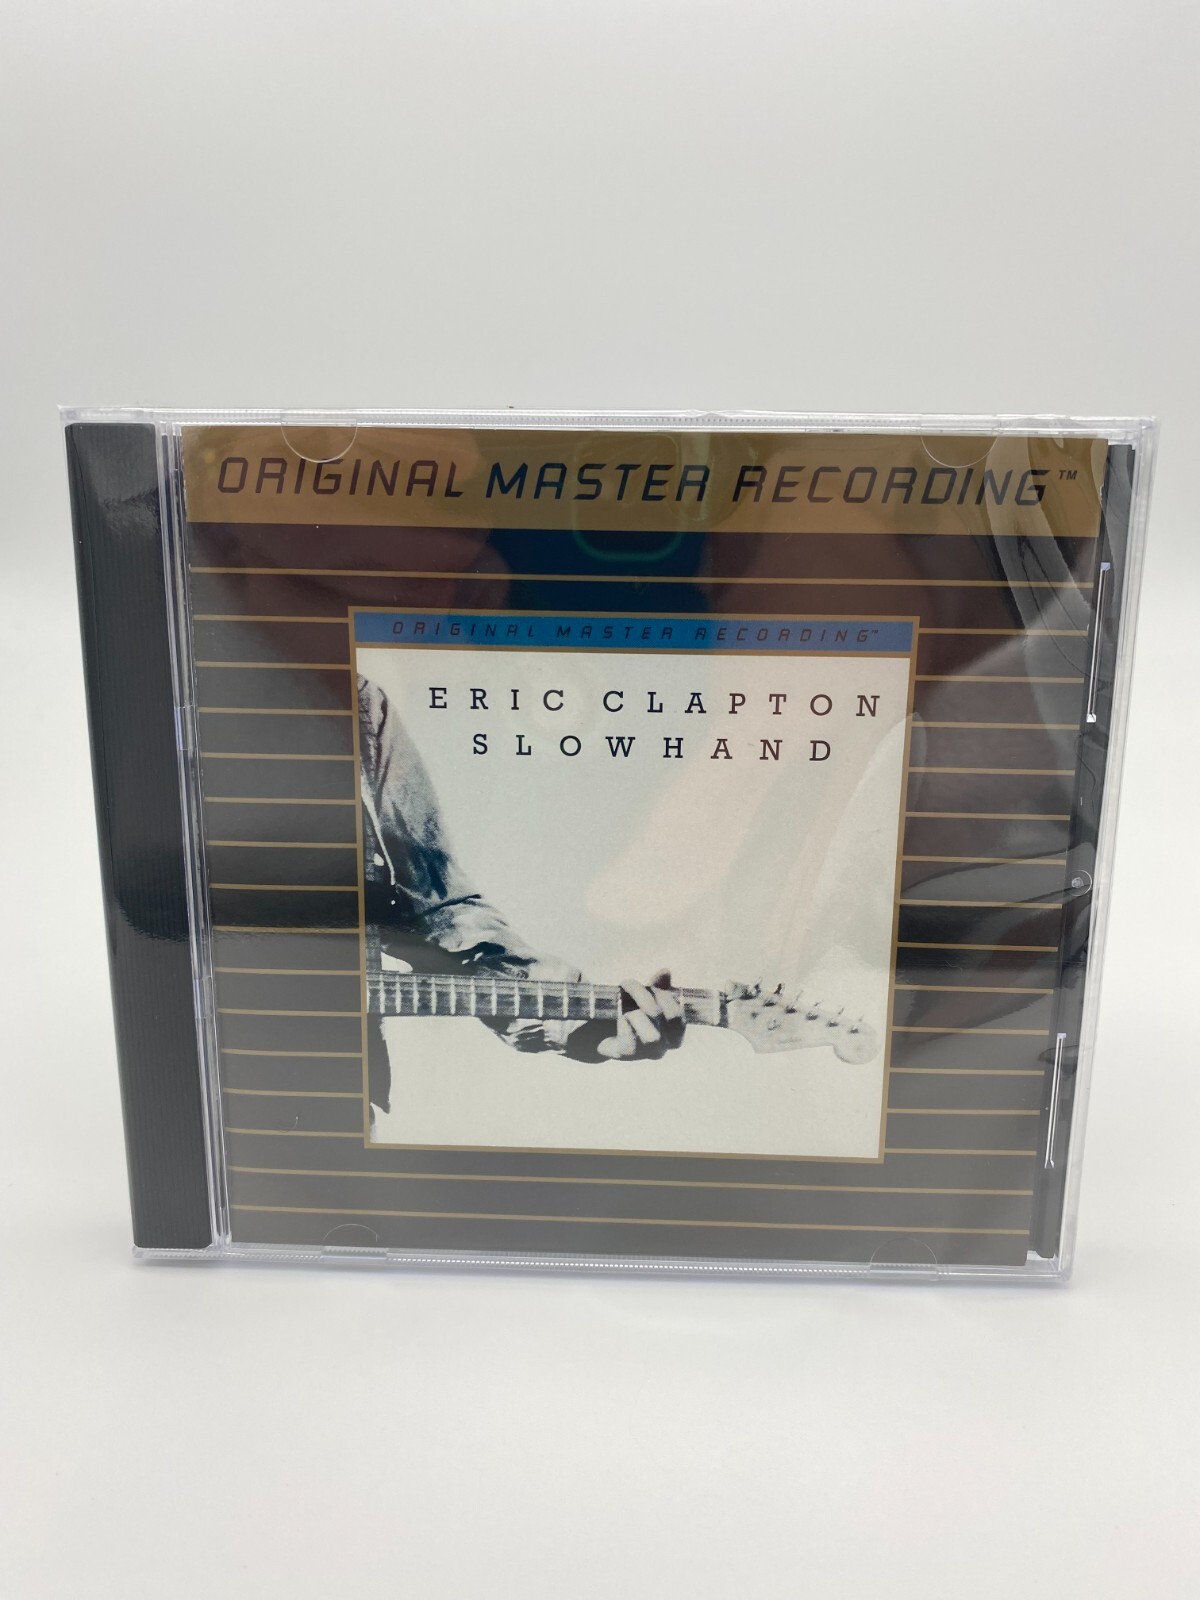 ORIGINAL MASTER RECORDING™
ORIGINAL MASTER RECORDING™
ERIC CLAPTON
SLOWHAND